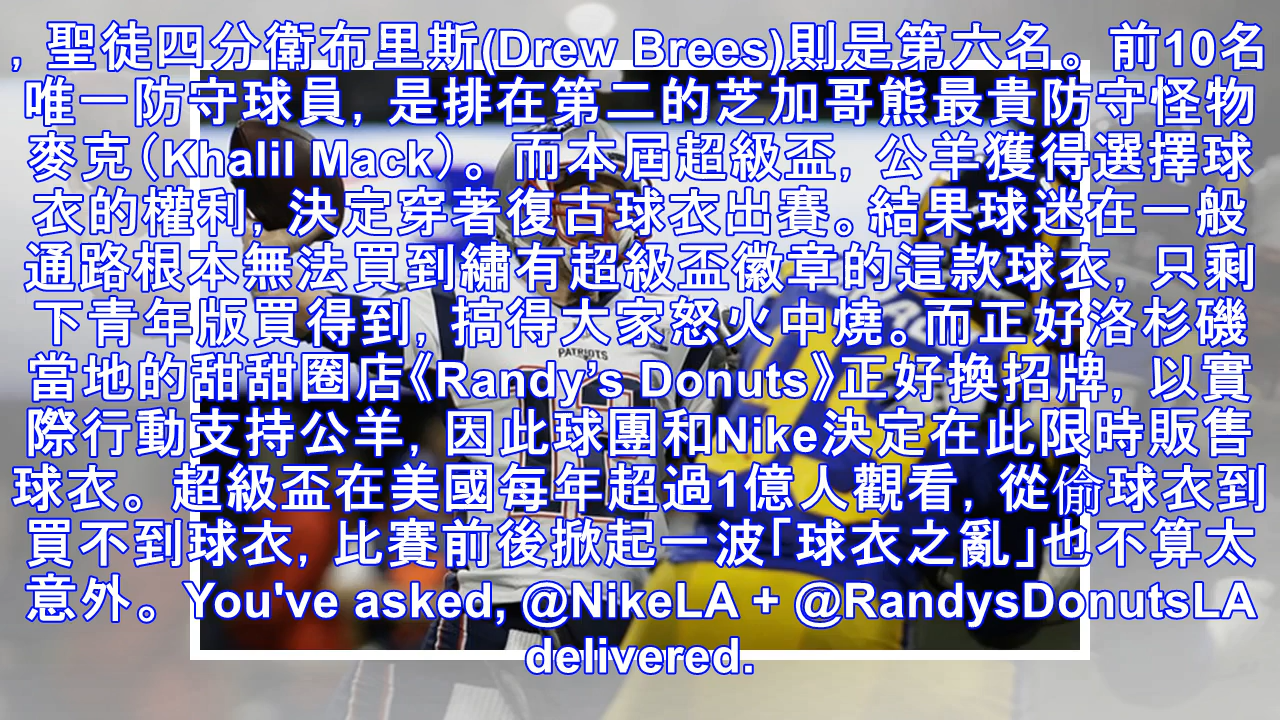 , 聖徒四分衛布里斯(Drew Brees)則是第六名。前10名
唯一防守球員, 是排在第二的芝加哥熊最貴防守怪物
麥克(Khalil Mack)。而本屆超級盃, 公羊獲得選擇球
衣的權利, 決定穿著復古球衣出賽。結果球迷在一般
通路根本無法買到繡有超級盃徽章的這款球衣, 只剩
下青年版買得到, 搞得大家怒火中燒。而正好洛杉磯
當地的甜甜圈店《Randy’s Donuts》正好換招牌, 以實
際行動支持公羊, 因此球團和Nike決定在此限時販售
球衣。超級盃在美國每年超過1億人觀看, 從偷球衣到
買不到球衣, 比賽前後掀起一波「球衣之亂」也不算太
意外。You've asked, @NikeLA + @RandysDonutsLA
delivered.
PATRIOTS